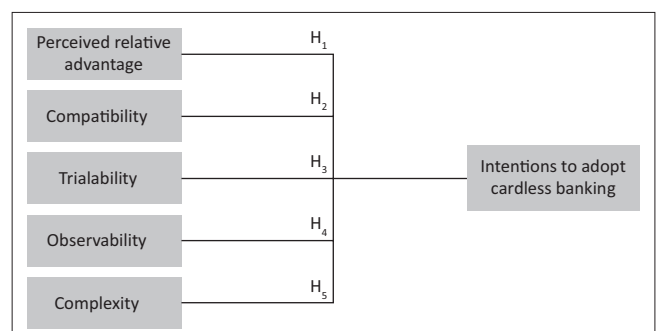 Perceived relative
advantage
H₁
Compatibility
H₂
Trialability
H₃
Observability
H₄
Complexity
H₅
Intentions to adopt
cardless banking